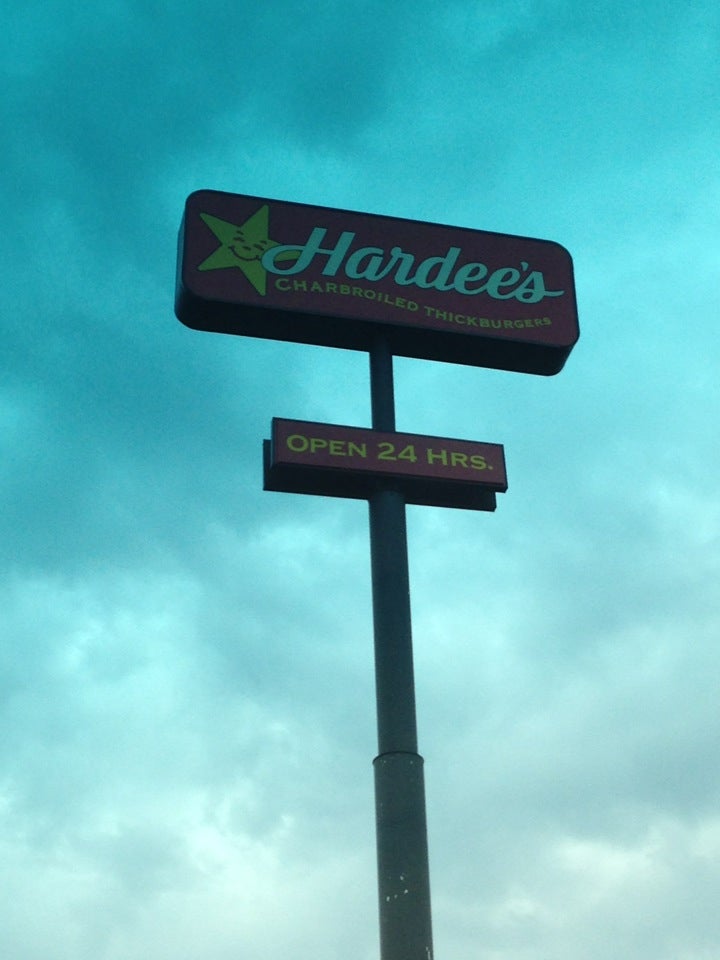 Hardee's
CHARBROILED THICKBURGERS
OPEN 24 HRS.